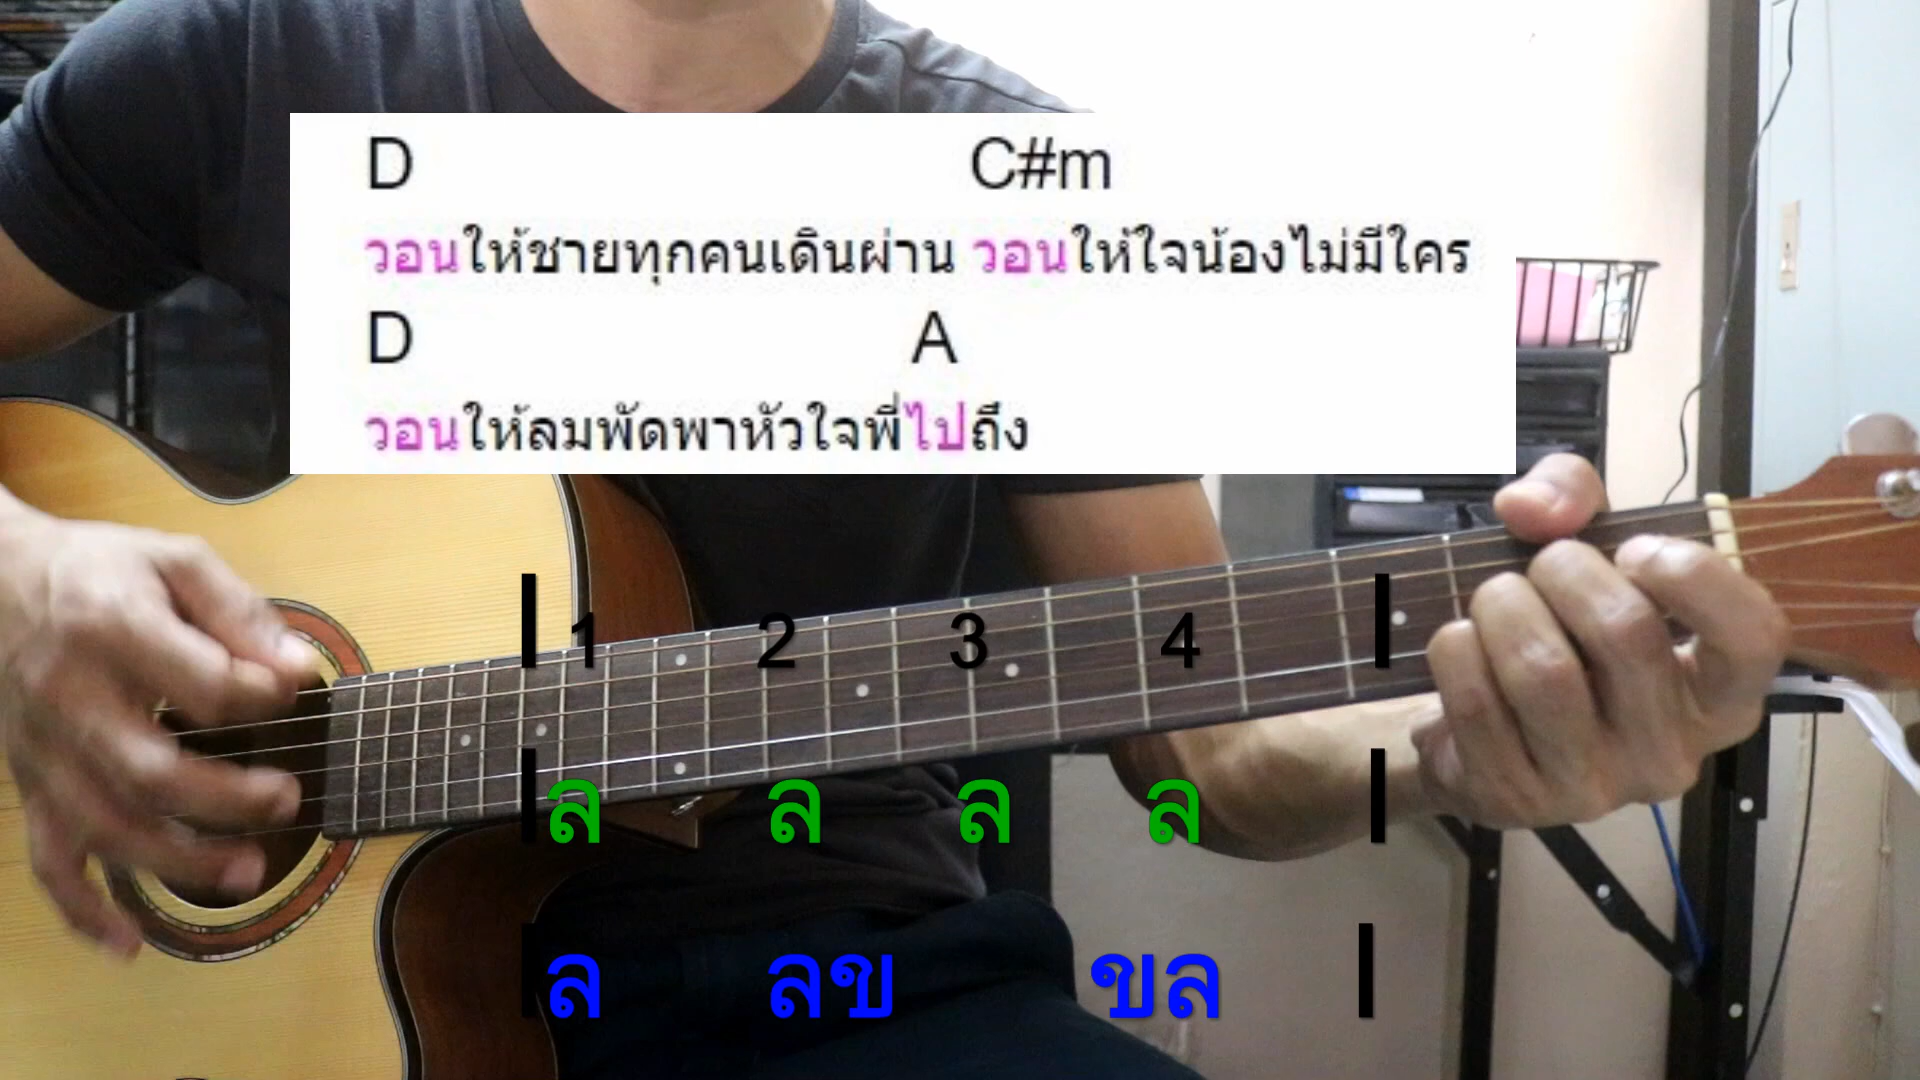 D C#m
วอนให้ชายทุกคนเดินผ่าน วอนให้ใจน้องไม่มีใคร
D A
วอนให้ลมพัดพาหัวใจพี่ไปถึง
| 1 2 3 4 |
| ล ล ล ล |
| ล ลข ขล |